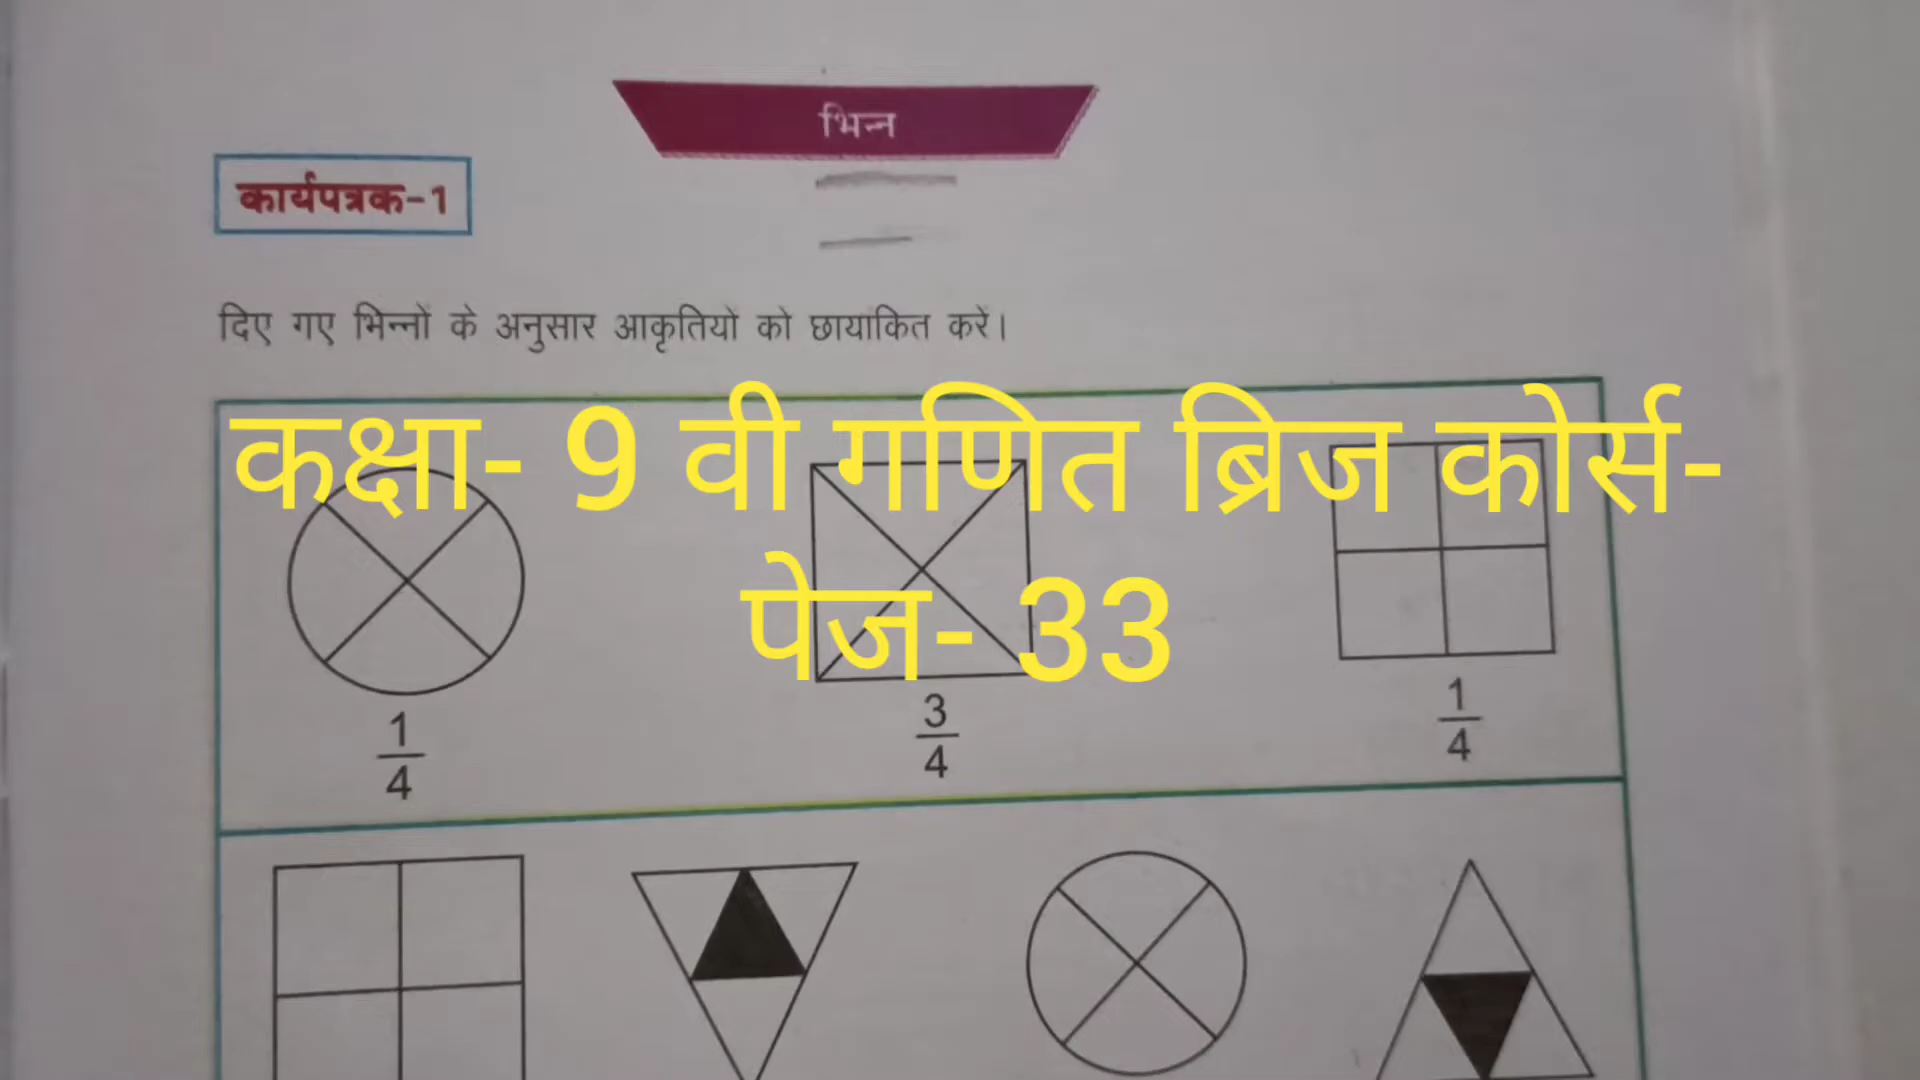 भिन्न
कार्यपत्रक-1
दिए गए भिन्नों के अनुसार आकृतियों को छायाकित करें।
कक्षा- 9 वी गणित ब्रिज कोर्स-
पेज- 33
1
4
3
4
1
4